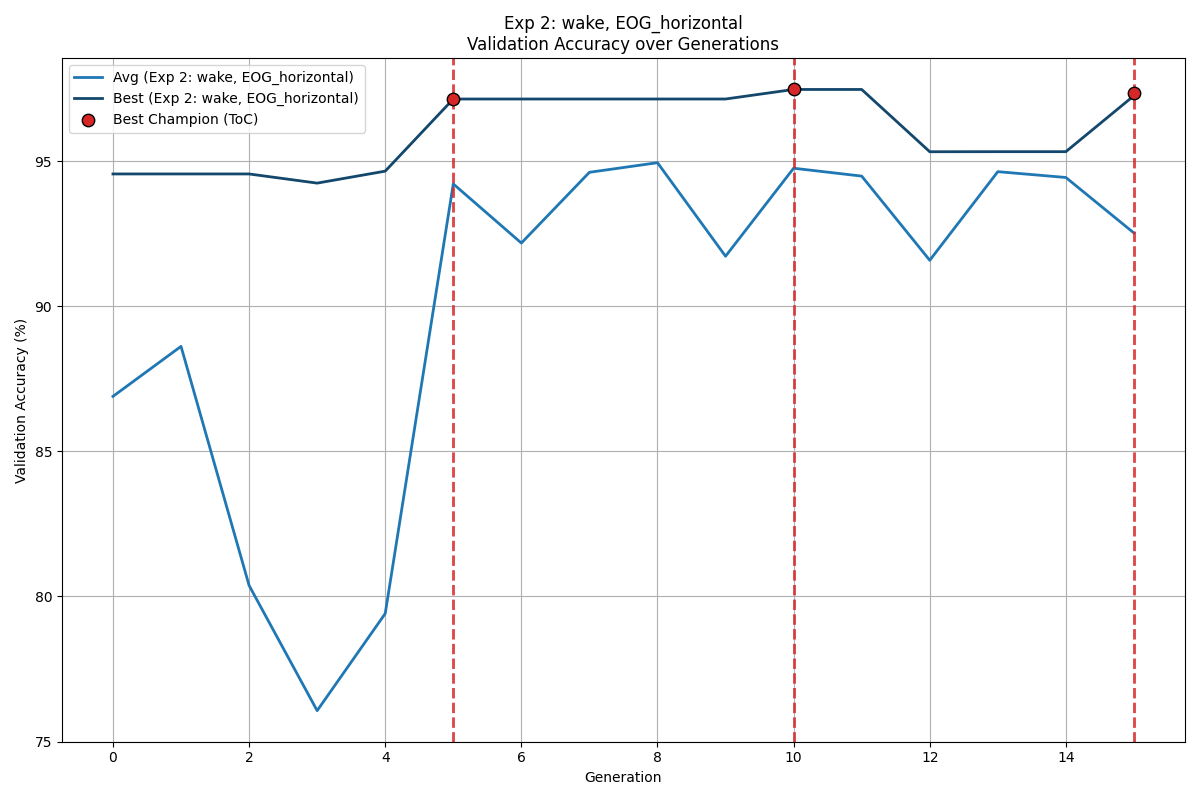 Exp 2: wake, EOG_horizontal
Validation Accuracy over Generations
Avg (Exp 2: wake, EOG_horizontal)
Best (Exp 2: wake, EOG_horizontal)
Best Champion (ToC)
Validation Accuracy (%)
95
90
85
80
75
0 2 4 6 8 10 12 14
Generation